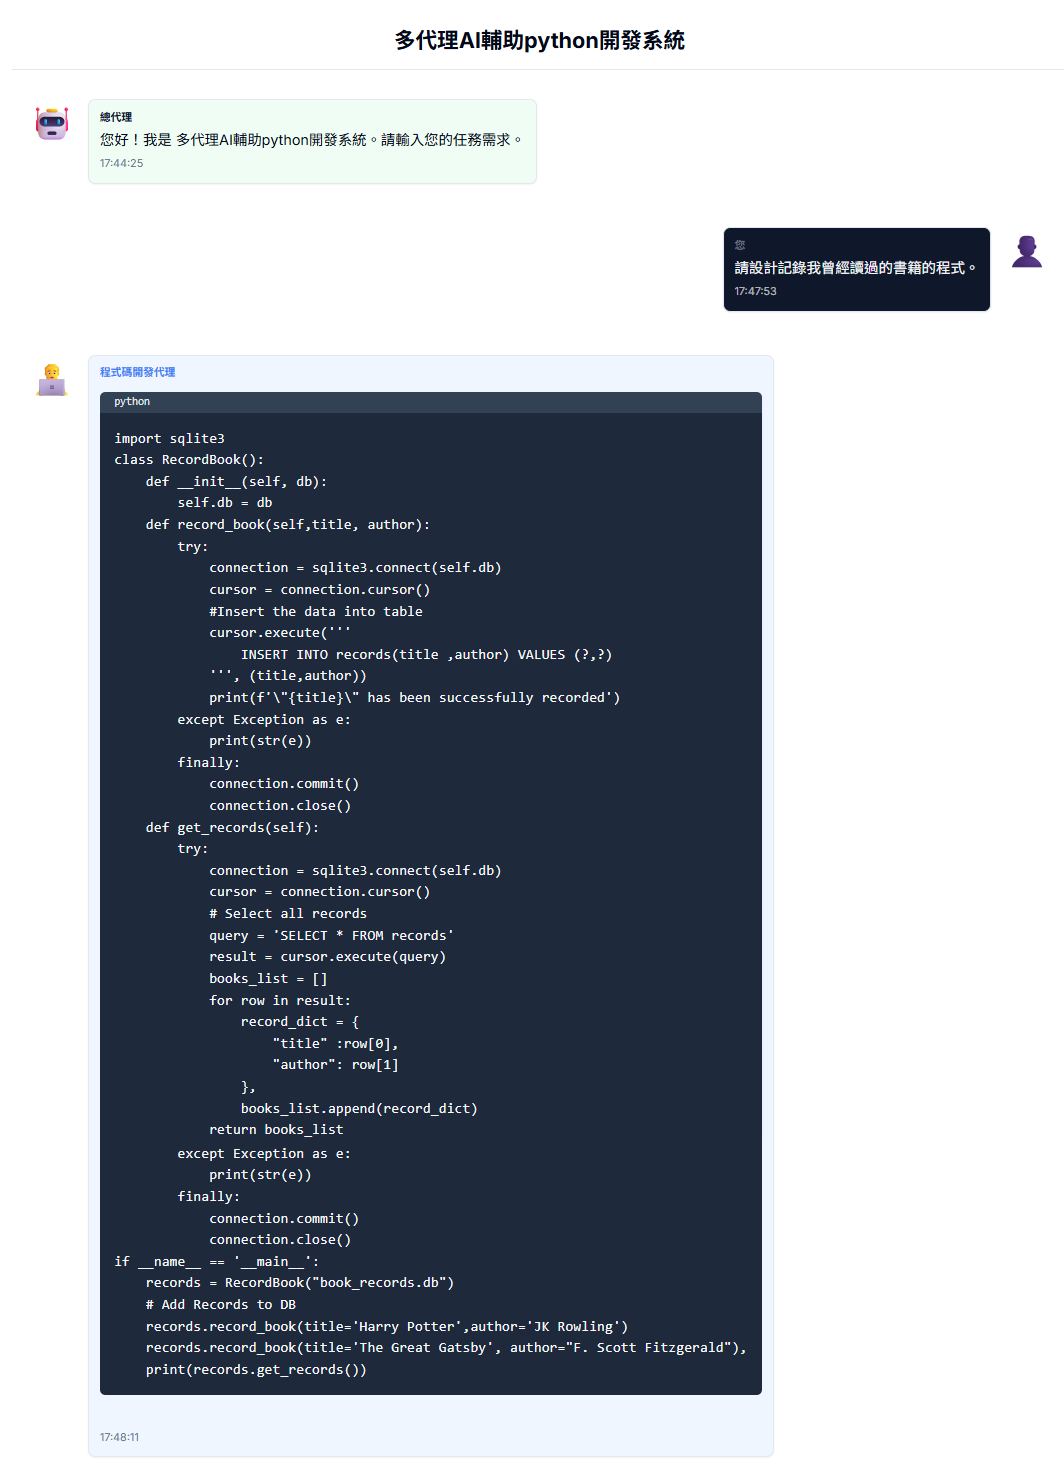 多代理AI輔助python開發系統
總代理
您好！我是 多代理AI輔助python開發系統。請輸入您的任務需求。
17:44:25
您
請設計記錄我曾經讀過的書籍的程式。
17:47:53
程式碼開發代理
python
import sqlite3
class RecordBook():
    def __init__(self, db):
        self.db = db
    def record_book(self,title, author):
        try:
            connection = sqlite3.connect(self.db)
            cursor = connection.cursor()
            #Insert the data into table
            cursor.execute('''
                INSERT INTO records(title ,author) VALUES (?,?)
            ''', (title,author))
            print(f'\"{title}\" has been successfully recorded')
        except Exception as e:
            print(str(e))
        finally:
            connection.commit()
            connection.close()
    def get_records(self):
        try:
            connection = sqlite3.connect(self.db)
            cursor = connection.cursor()
            # Select all records
            query = 'SELECT * FROM records'
            result = cursor.execute(query)
            books_list = []
            for row in result:
                record_dict = {
                    "title" :row[0],
                    "author": row[1]
                },
                books_list.append(record_dict)
            return books_list
        except Exception as e:
            print(str(e))
        finally:
            connection.commit()
            connection.close()
if __name__ == '__main__':
    records = RecordBook("book_records.db")
    # Add Records to DB
    records.record_book(title='Harry Potter',author='JK Rowling')
    records.record_book(title='The Great Gatsby', author="F. Scott Fitzgerald"),
    print(records.get_records())
17:48:11